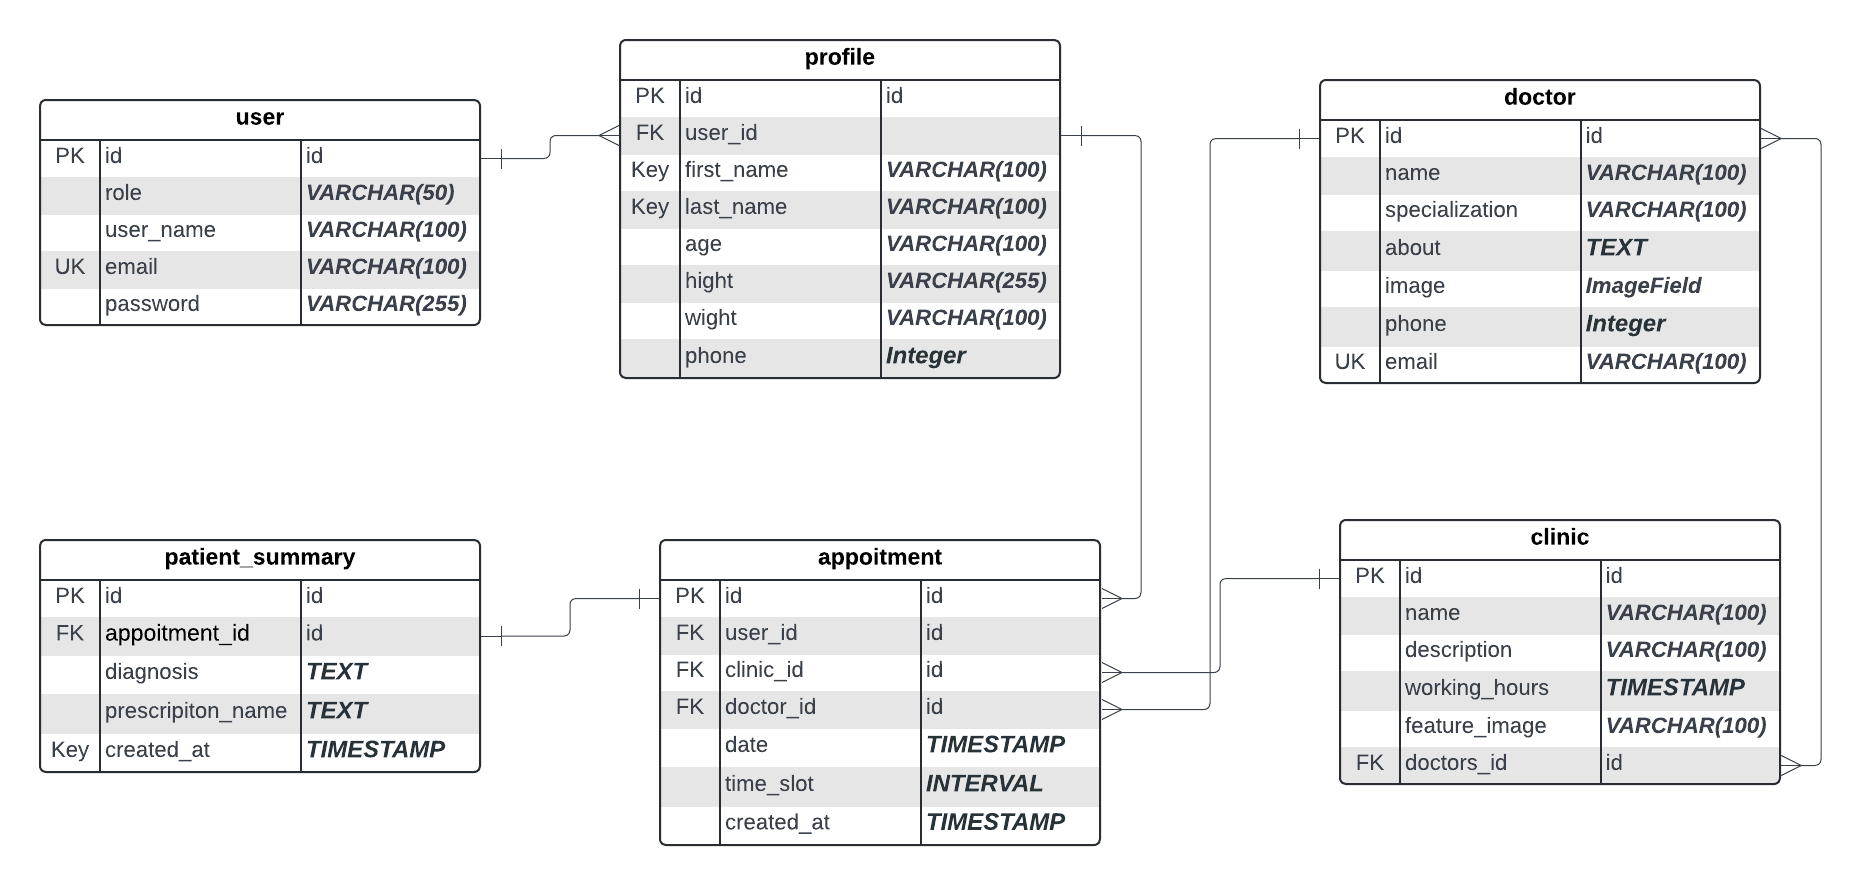 user
PK id id
role VARCHAR(50)
user_name VARCHAR(100)
UK email VARCHAR(100)
password VARCHAR(255)
profile
PK id id
FK user_id
Key first_name VARCHAR(100)
Key last_name VARCHAR(100)
age VARCHAR(100)
hight VARCHAR(255)
wight VARCHAR(100)
phone Integer
doctor
PK id id
name VARCHAR(100)
specialization VARCHAR(100)
about TEXT
image ImageField
phone Integer
UK email VARCHAR(100)
patient_summary
PK id id
FK appoitment_id id
diagnosis TEXT
prescripiton_name TEXT
Key created_at TIMESTAMP
appoitment
PK id id
FK user_id id
FK clinic_id id
FK doctor_id id
date TIMESTAMP
time_slot INTERVAL
created_at TIMESTAMP
clinic
PK id id
name VARCHAR(100)
description VARCHAR(100)
working_hours TIMESTAMP
feature_image VARCHAR(100)
FK doctors_id id